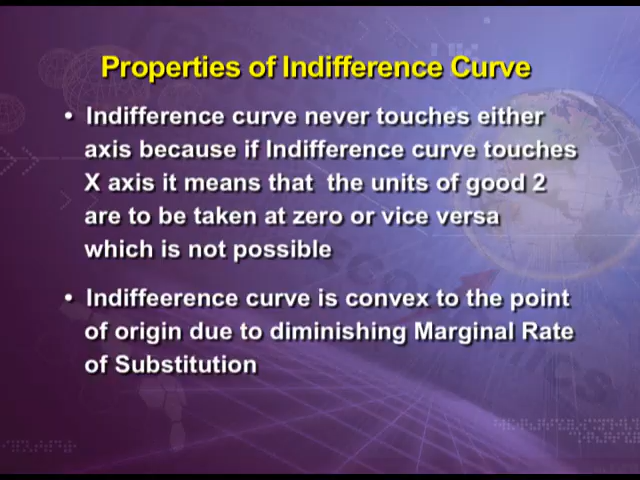 Properties of Indifference Curve
• Indifference curve never touches either
axis because if Indifference curve touches
X axis it means that the units of good 2
are to be taken at zero or vice versa
which is not possible
• Indiffeerence curve is convex to the point
of origin due to diminishing Marginal Rate
of Substitution